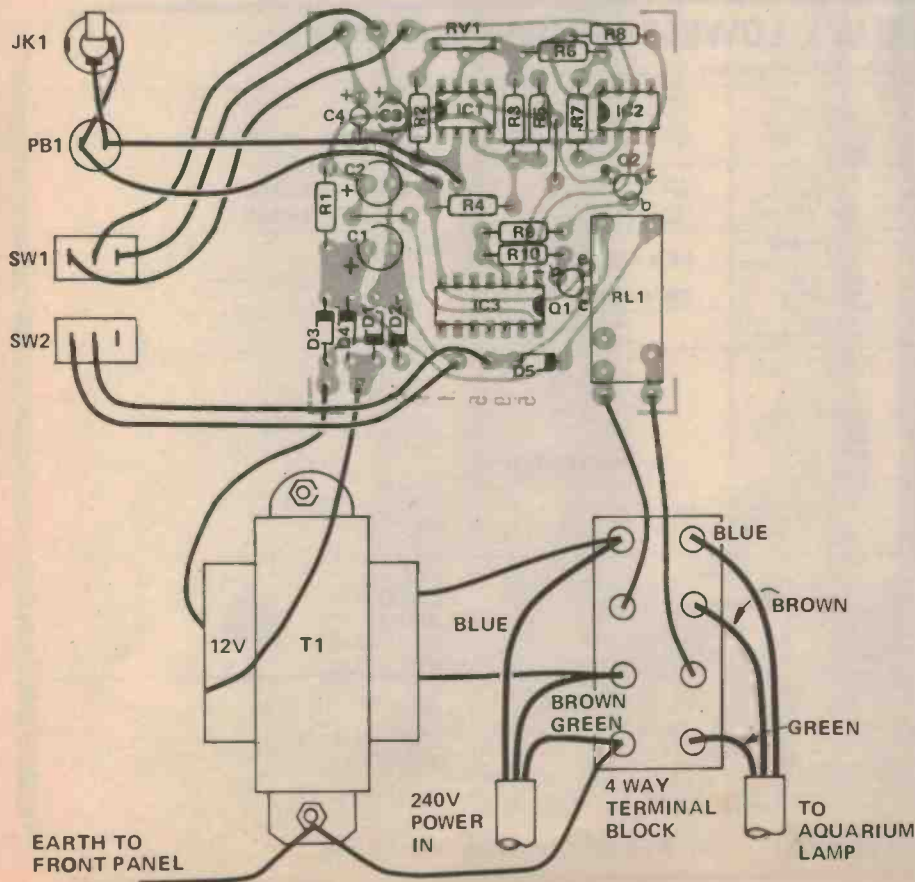 JK1
RV1
R8
R6
C4
C3
R2
IC1
R3
R5
R7
IC2
PB1
Q2
c
b
C2
R1
R4
C1
R9
R10
SW1
e
c
IC3
Q1
RL1
SW2
D3
D4
D1
D2
D5
BLUE
BROWN
12V
T1
BLUE
BROWN
GREEN
GREEN
240V
POWER
IN
4 WAY
TERMINAL
BLOCK
TO
AQUARIUM
LAMP
EARTH TO
FRONT PANEL